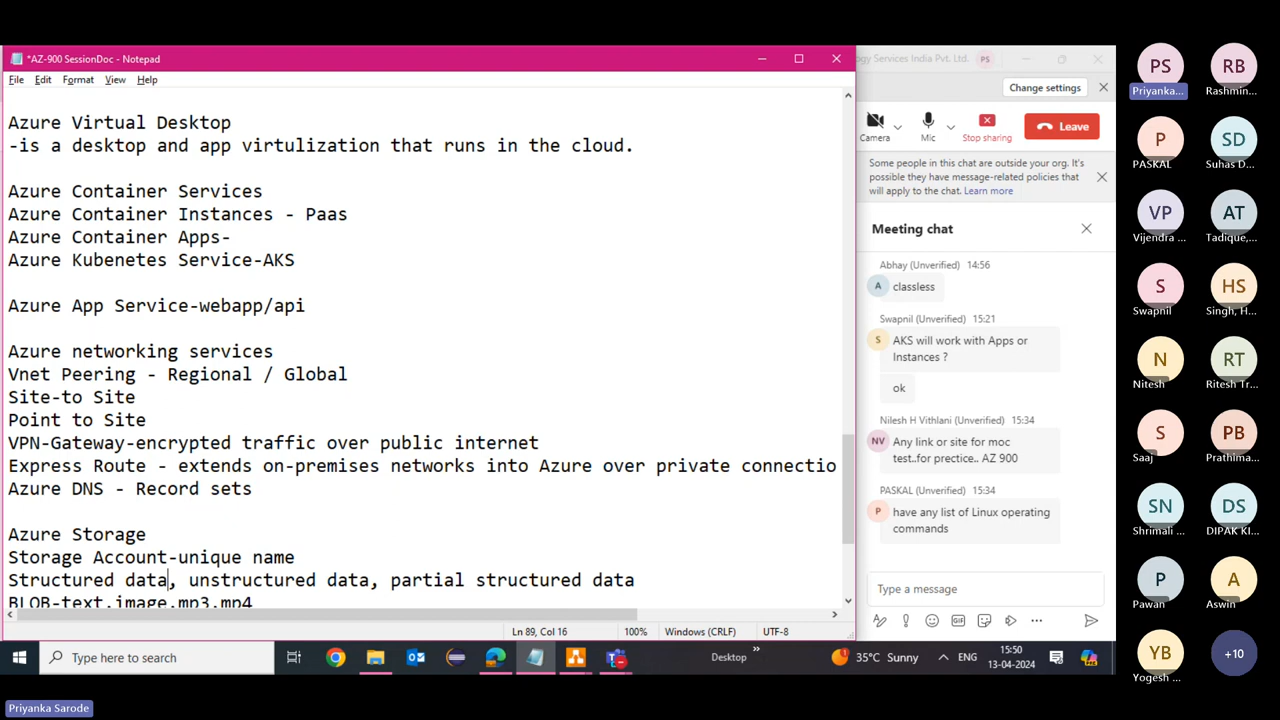 *AZ-900 SessionDoc - Notepad
File Edit Format View Help
Azure Virtual Desktop
-is a desktop and app virtulization that runs in the cloud.
Azure Container Services
Azure Container Instances - Paas
Azure Container Apps-
Azure Kubenetes Service-AKS
Azure App Service-webapp/api
Azure networking services
Vnet Peering - Regional / Global
Site-to Site
Point to Site
VPN-Gateway-encrypted traffic over public internet
Express Route - extends on-premises networks into Azure over private connectio
Azure DNS - Record sets
Azure Storage
Storage Account-unique name
Structured data, unstructured data, partial structured data
BLOB-text,image,mp3,mp4
Ln 89, Col 16 100% Windows (CRLF) UTF-8
ogy Services India Pvt. Ltd. PS
Change settings
Camera Mic Stop sharing Leave
Some people in this chat are outside your org. It's
possible they have message-related policies that
will apply to the chat. Learn more
Meeting chat
Abhay (Unverified) 14:56
A classless
Swapnil (Unverified) 15:21
S AKS will work with Apps or
Instances ?
ok
Nilesh H Vithlani (Unverified) 15:34
NV Any link or site for moc
test..for prectice.. AZ 900
PASKAL (Unverified) 15:34
P have any list of Linux operating
commands
Type a message
GIF
Type here to search
Desktop
35°C Sunny
ENG
15:50
13-04-2024
PS RB
Priyanka... Rashmin...
P SD
PASKAL Suhas D...
VP AT
Vijendra ... Tadique,...
S HS
Swapnil Singh, H...
N RT
Nitesh Ritesh Tr...
S PB
Saaj Prathima...
SN DS
Shrimali ... DIPAK KI...
P A
Pawan Aswin
YB +10
Yogesh ...
Priyanka Sarode